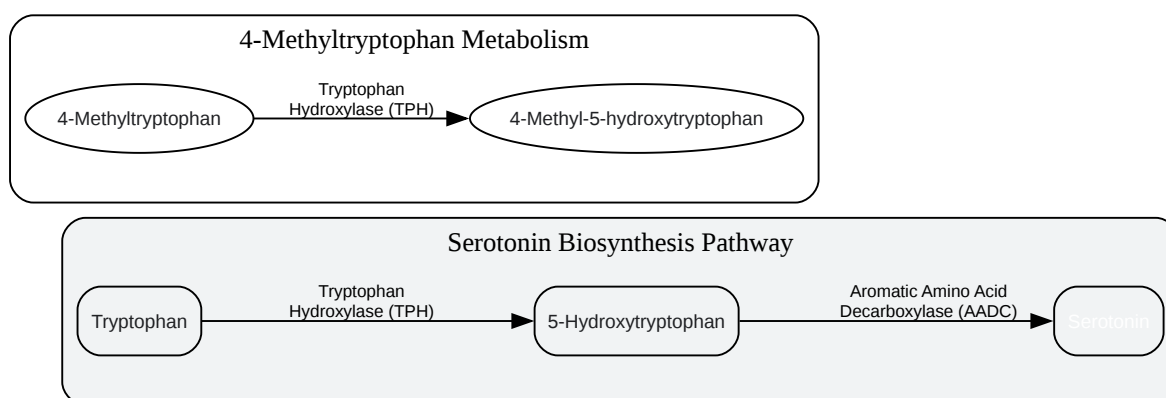 4-Methyltryptophan Metabolism
Tryptophan
Hydroxylase (TPH)
4-Methyltryptophan
4-Methyl-5-hydroxytryptophan
Serotonin Biosynthesis Pathway
Tryptophan
Hydroxylase (TPH)
Aromatic Amino Acid
Decarboxylase (AADC)
Tryptophan
5-Hydroxytryptophan
Serotonin